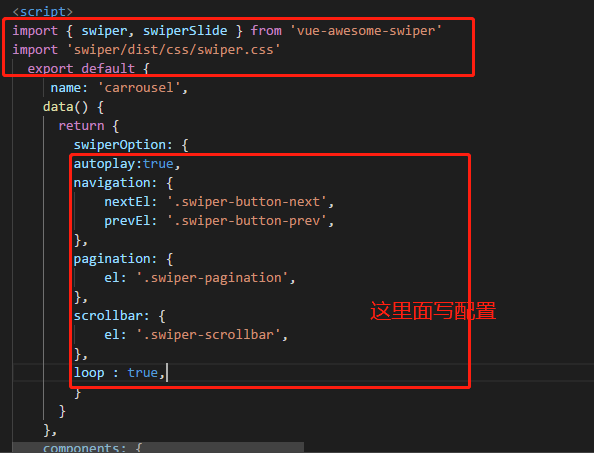 <script>
import { swiper, swiperSlide } from 'vue-awesome-swiper'
import 'swiper/dist/css/swiper.css'
export default {
name: 'carrousel',
data() {
return {
swiperOption: {
autoplay:true,
navigation: {
nextEl: '.swiper-button-next',
prevEl: '.swiper-button-prev',
},
pagination: {
el: '.swiper-pagination',
},
scrollbar: {
el: '.swiper-scrollbar',
},
这里面写配置
loop : true,
}
}
},
components: {